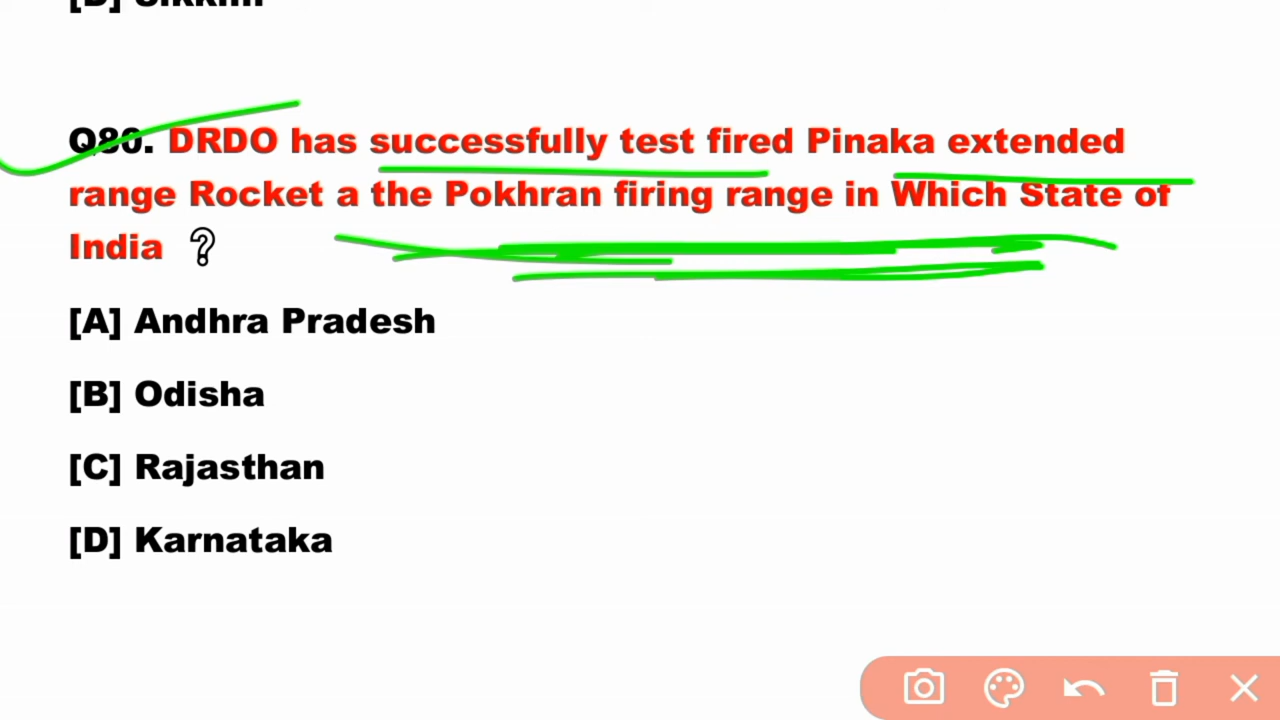 [D] Sikkim
Q80. DRDO has successfully test fired Pinaka extended
range Rocket a the Pokhran firing range in Which State of
India ?
[A] Andhra Pradesh
[B] Odisha
[C] Rajasthan
[D] Karnataka